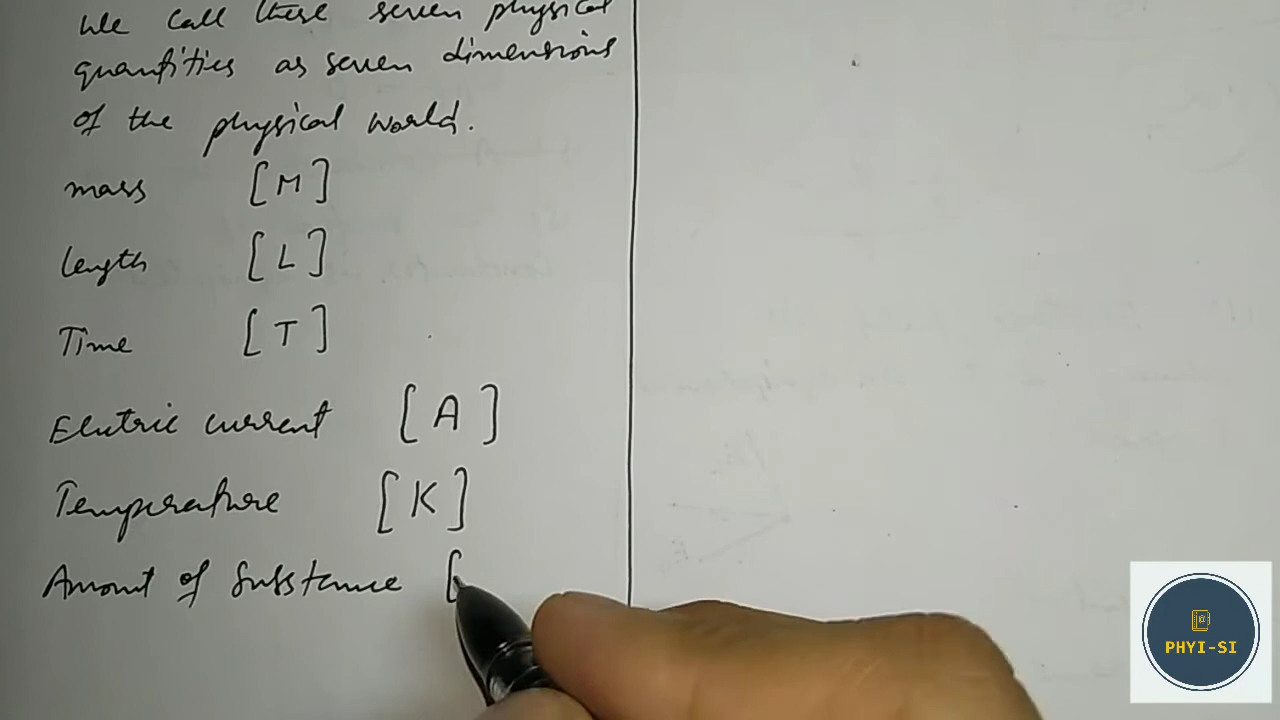 We call these seven physical
quantities as seven dimensions
of the physical world.
mass [M]
length [L]
Time [T]
Electric current [A]
Temperature [K]
Amount of Substance [
PHYI-SI